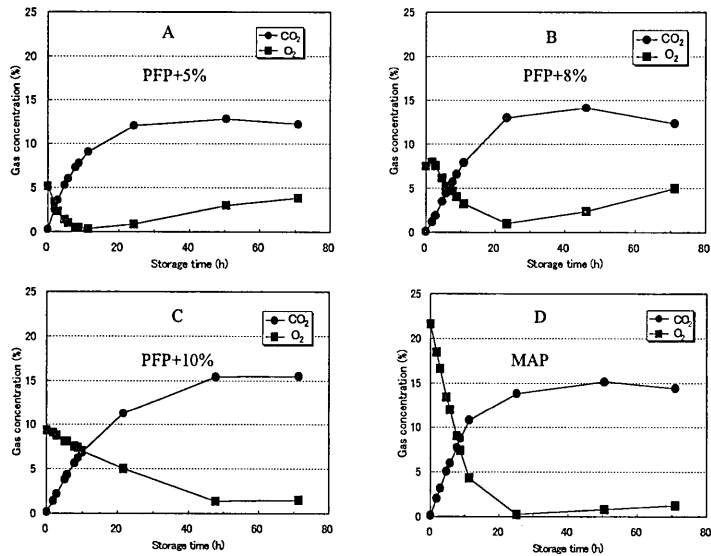 A
CO2
O2
PFP+5%
Gas concentration (%)
25
20
15
10
5
0
0 20 40 60 80
Storage time (h)
B
CO2
O2
PFP+8%
Gas concentration (%)
25
20
15
10
5
0
0 20 40 60 80
Storage time (h)
C
CO2
O2
PFP+10%
Gas concentration (%)
25
20
15
10
5
0
0 20 40 60 80
Storage time (h)
D
CO2
O2
MAP
Gas concentration (%)
25
20
15
10
5
0
0 20 40 60 80
Storage time (h)